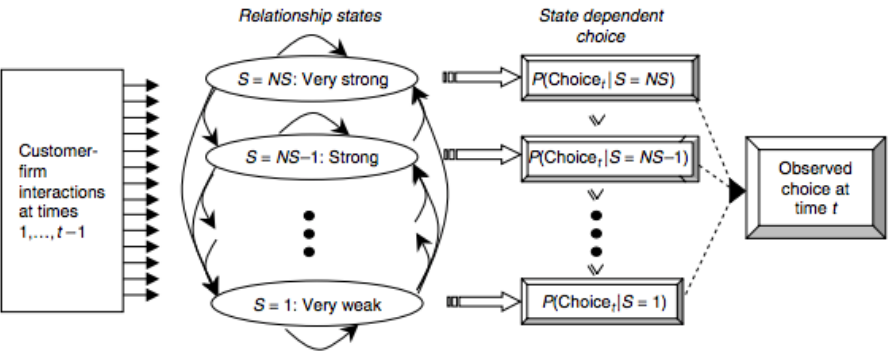 Relationship states
State dependent
choice
Customer-
firm
interactions
at times
1,…, t–1
S = NS: Very strong
S = NS–1: Strong
S = 1: Very weak
P(Choiceₜ|S = NS)
P(Choiceₜ|S = NS–1)
P(Choiceₜ|S = 1)
Observed
choice at
time t